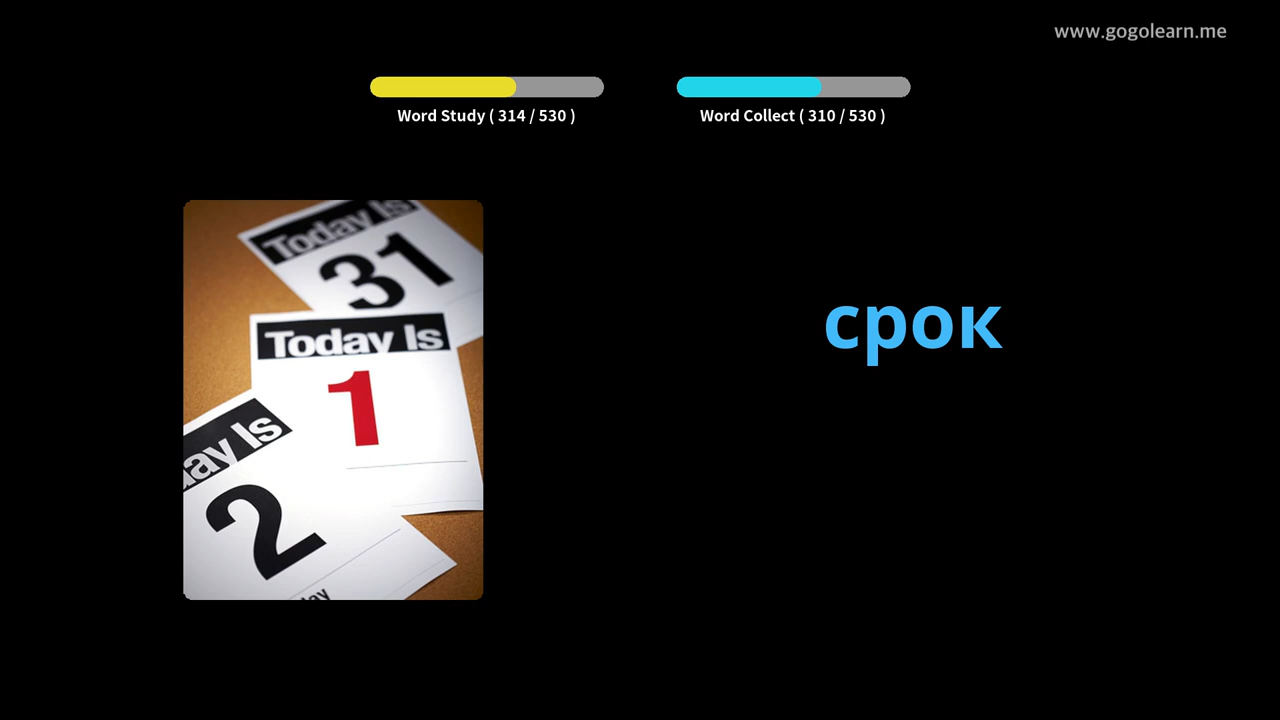 www.gogolearn.me
Word Study ( 314 / 530 )
Word Collect ( 310 / 530 )
Today Is
31
Today Is
1
ay Is
2
срок